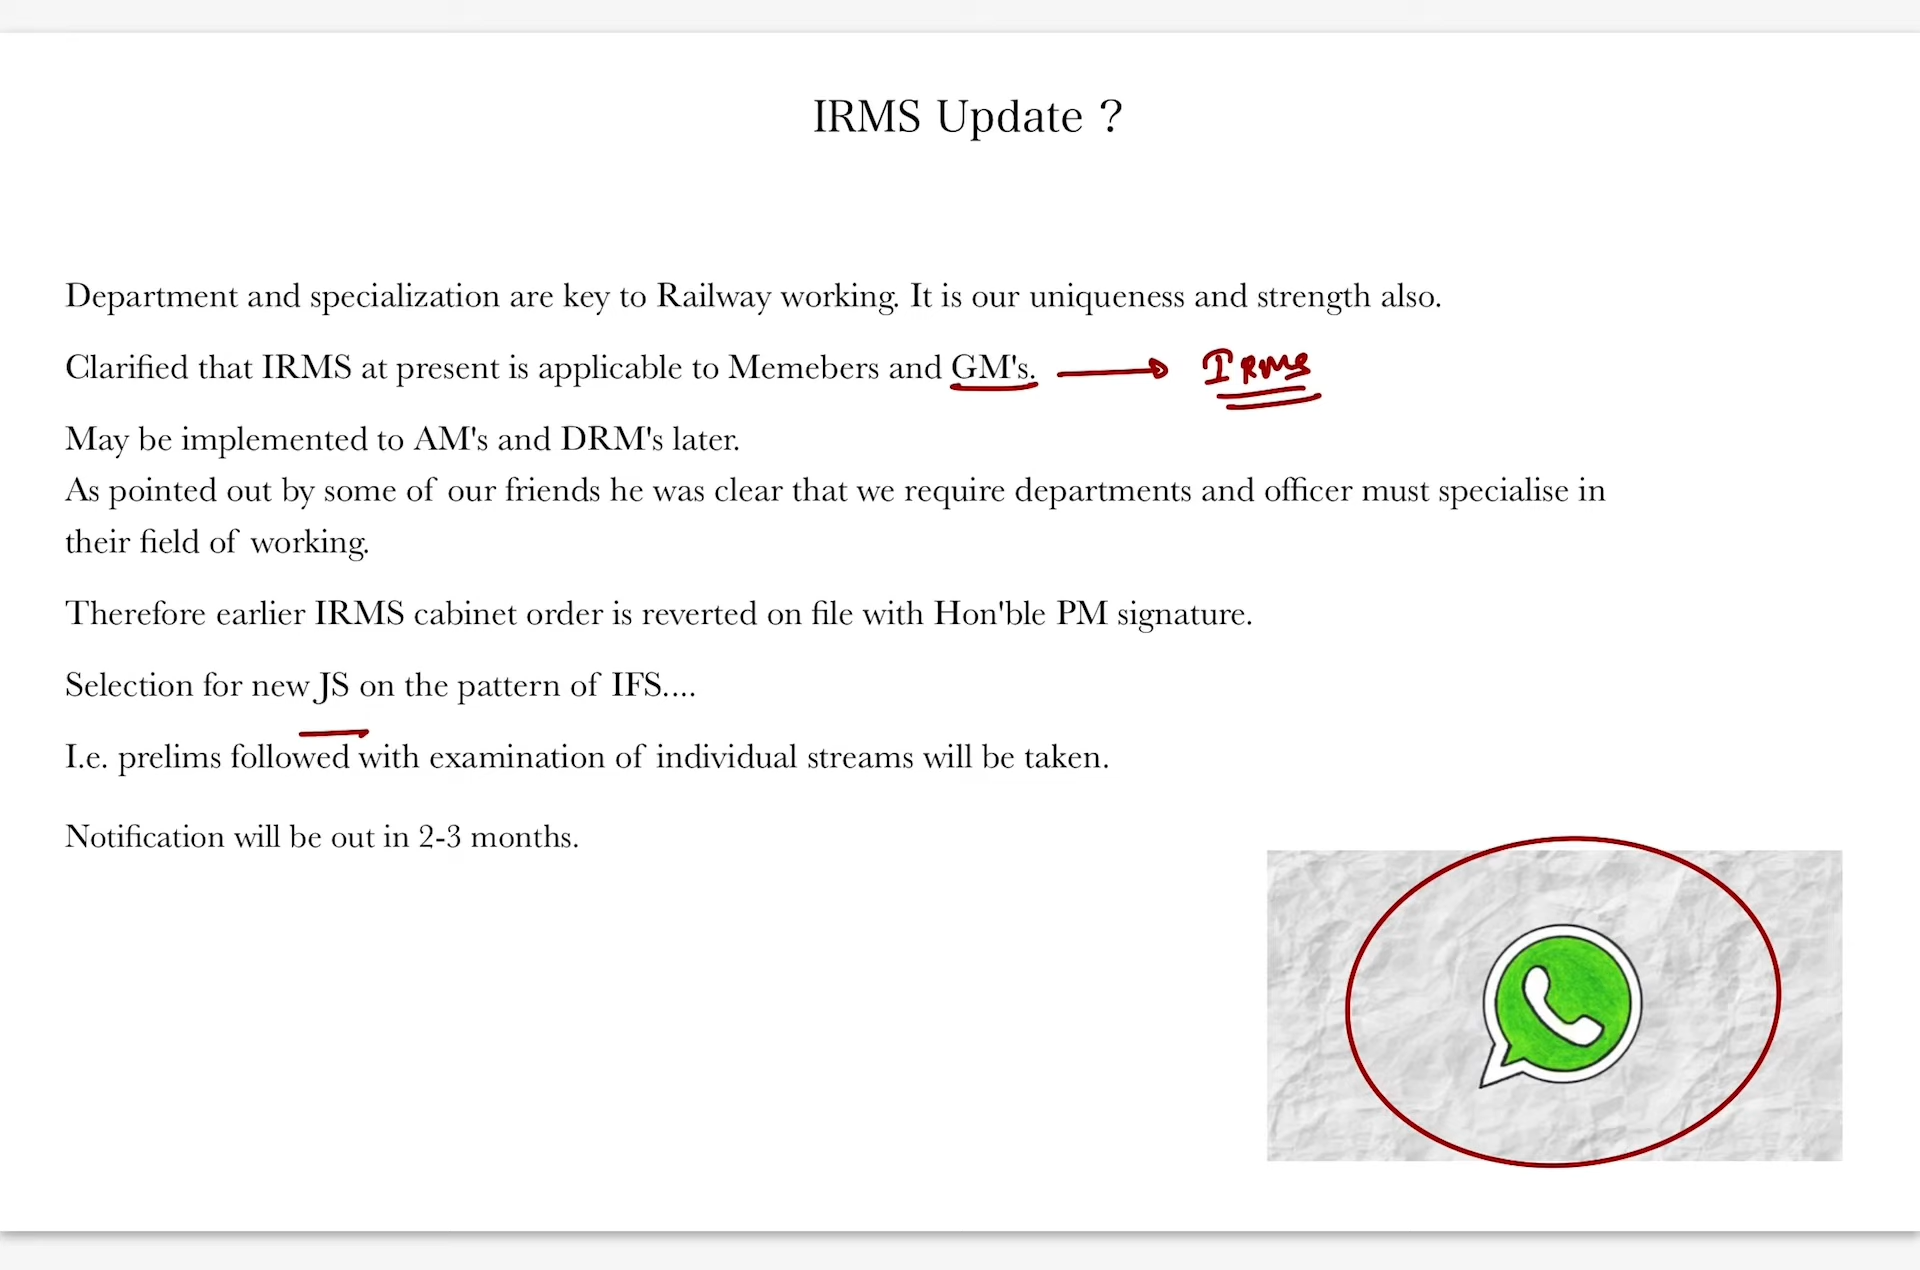 IRMS Update ?
Department and specialization are key to Railway working. It is our uniqueness and strength also.
Clarified that IRMS at present is applicable to Memebers and GM's. → IRMS
May be implemented to AM's and DRM's later.
As pointed out by some of our friends he was clear that we require departments and officer must specialise in
their field of working.
Therefore earlier IRMS cabinet order is reverted on file with Hon'ble PM signature.
Selection for new JS on the pattern of IFS....
I.e. prelims followed with examination of individual streams will be taken.
Notification will be out in 2-3 months.